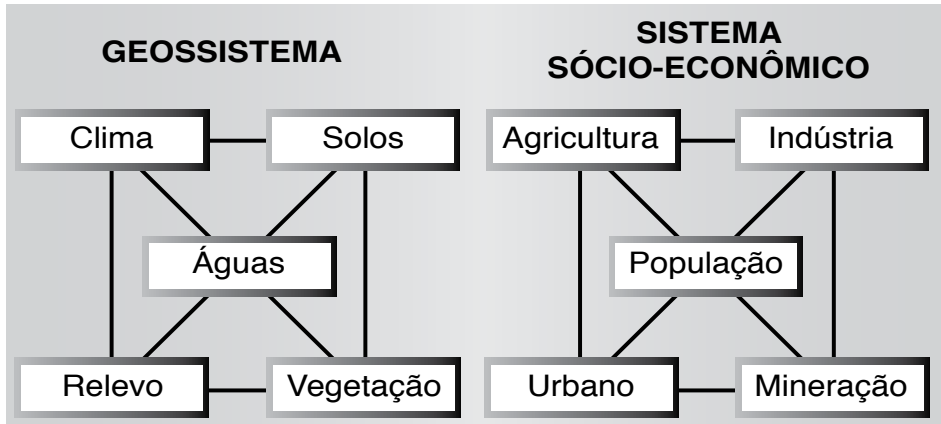 GEOSSISTEMA
Clima
Solos
Águas
Relevo
Vegetação
SISTEMA
SÓCIO-ECONÔMICO
Agricultura
Indústria
População
Urbano
Mineração